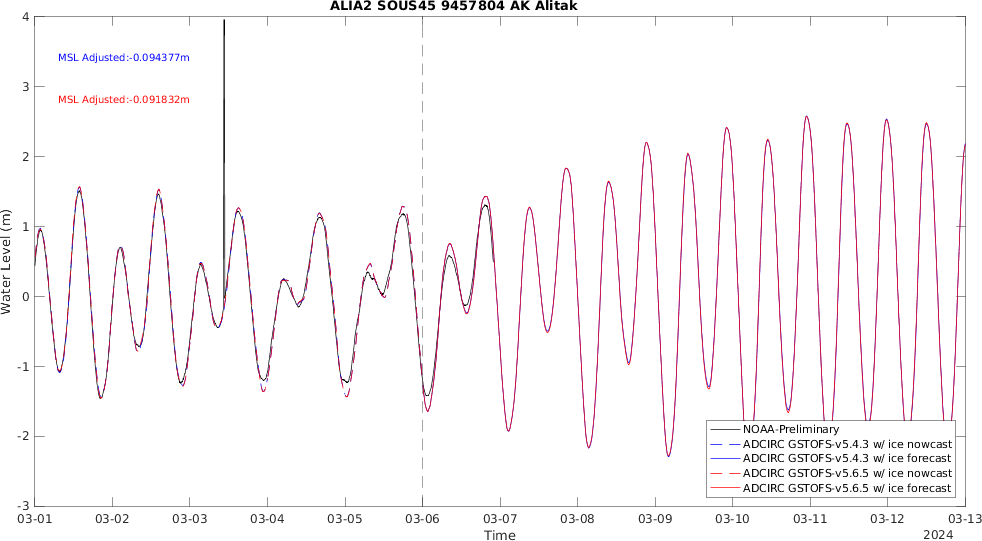 ALIA2 SOUS45 9457804 AK Alitak
MSL Adjusted:-0.094377m
MSL Adjusted:-0.091832m
Water Level (m)
4
3
2
1
0
-1
-2
-3
NOAA-Preliminary
ADCIRC GSTOFS-v5.4.3 w/ ice nowcast
ADCIRC GSTOFS-v5.4.3 w/ ice forecast
ADCIRC GSTOFS-v5.6.5 w/ ice nowcast
ADCIRC GSTOFS-v5.6.5 w/ ice forecast
03-01 03-02 03-03 03-04 03-05 03-06 03-07 03-08 03-09 03-10 03-11 03-12 03-13
Time
2024